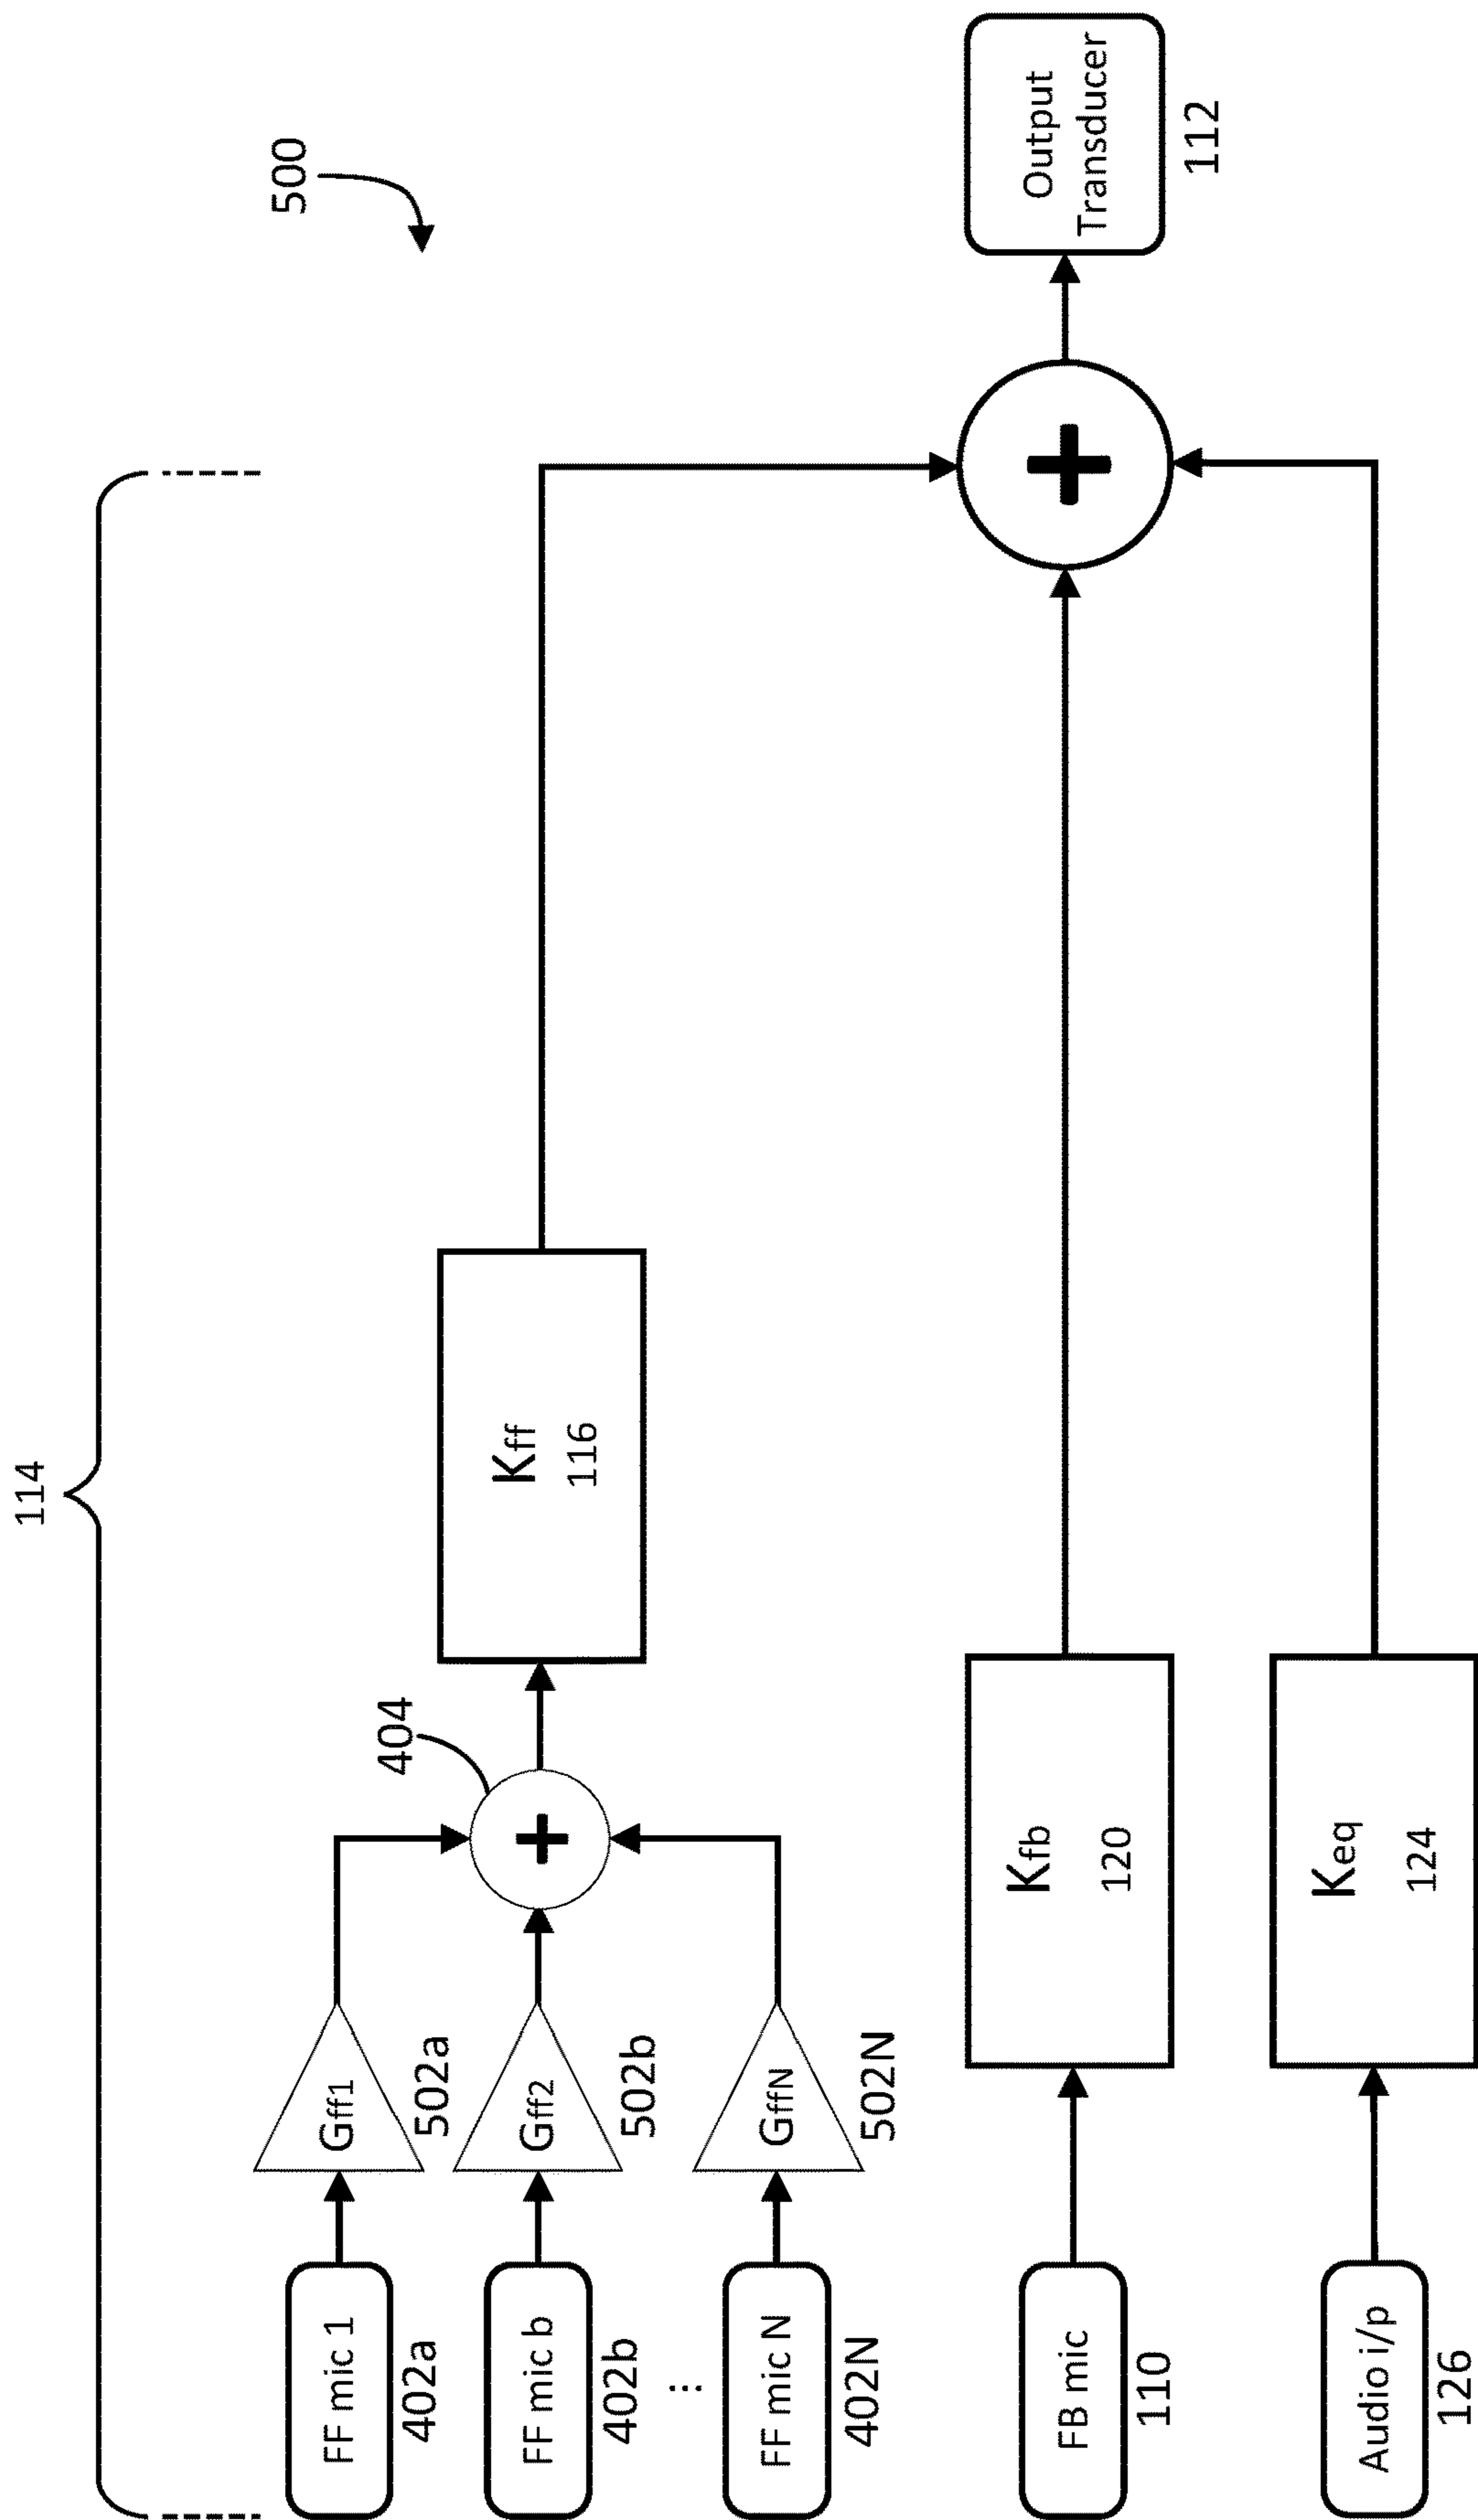 114
500
FF mic 1
402a
Gff1
502a
404
FF mic b
402b
Gff2
502b
+
Kff
116
...
FF mic N
402N
GffN
502N
FB mic
110
Kfb
120
+
Output
Transducer
112
Audio i/p
126
Keq
124